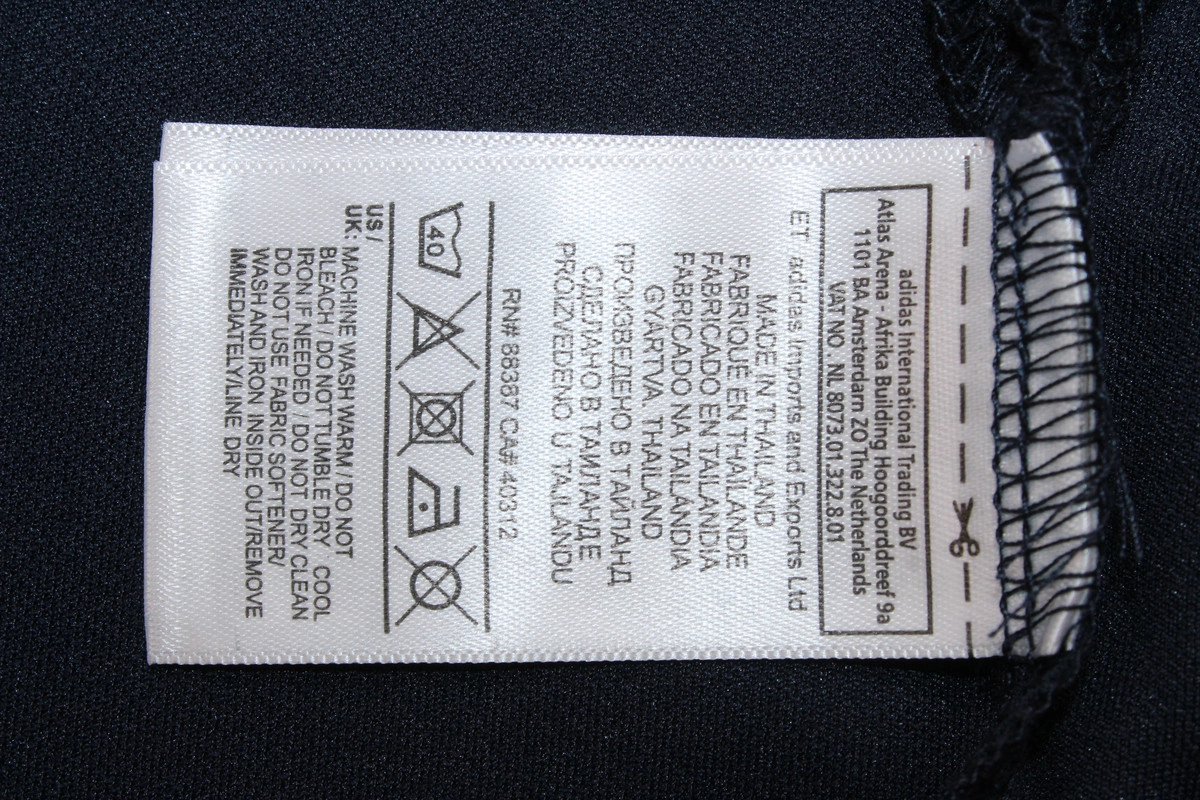 adidas International Trading BV
Atlas Arena - Afrika Building Hoogoorddreef 9a
1101 BA Amsterdam ZO The Netherlands
VAT NO. NL 8073.01.322.8.01
ET adidas Imports and Exports Ltd
MADE IN THAILAND
FABRIQUÉ EN THAÏLANDE
FABRICADO EN TAILANDIA
FABRICADO NA TAILÂNDIA
GYÁRTVA THAILAND
ПРОИЗВЕДЕНО В ТАЙЛАНД
СДЕЛАНО В ТАИЛАНДЕ
PROIZVEDENO U TAJLANDU
RN# 88387 CA# 40312
40
US /
UK: MACHINE WASH WARM / DO NOT
BLEACH / DO NOT TUMBLE DRY COOL
IRON IF NEEDED / DO NOT DRY CLEAN
DO NOT USE FABRIC SOFTENER/
WASH AND IRON INSIDE OUT/REMOVE
IMMEDIATELY/LINE DRY